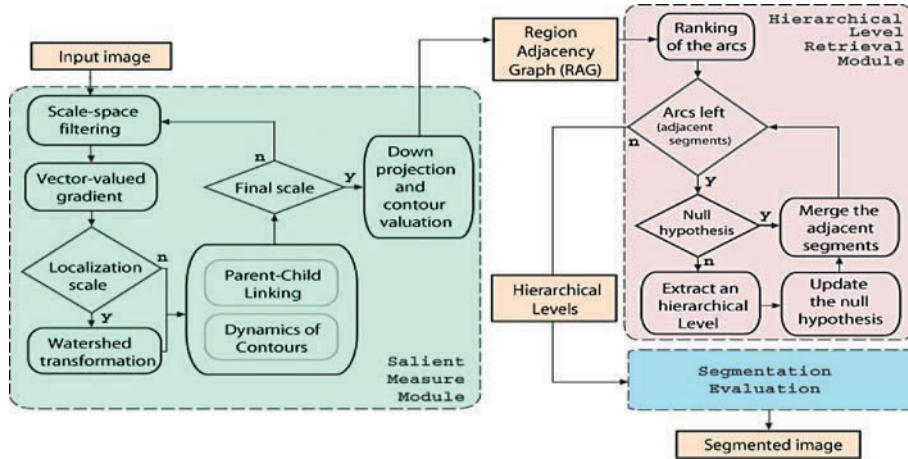 Input image
Scale-space
filtering
Vector-valued
gradient
Localization
scale
n
y
Watershed
transformation
Parent-Child
Linking
Dynamics of
Contours
n
Final scale
y
Down
projection
and
contour
valuation
Salient
Measure
Module
Region
Adjacency
Graph (RAG)
Hierarchical
Level
Retrieval
Module
Ranking
of the arcs
Arcs left
(adjacent
segments)
n
y
Null
hypothesis
y
n
Merge the
adjacent
segments
Extract an
hierarchical
Level
Update
the null
hypothesis
Hierarchical
Levels
Segmentation
Evaluation
Segmented image